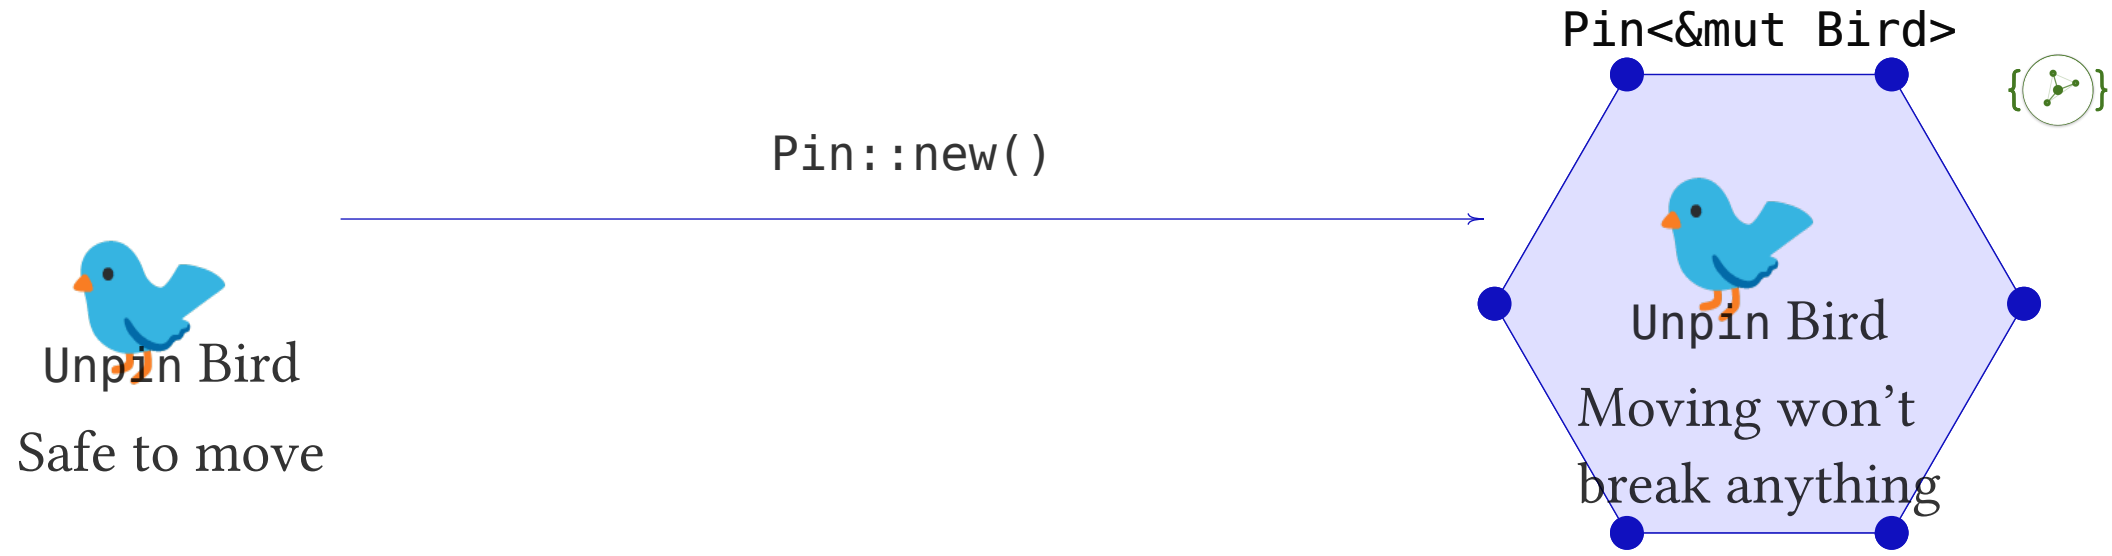 Pin<&mut Bird>
Pin::new()
Unpin Bird
Safe to move
Unpin Bird
Moving won’t
break anything
{ }